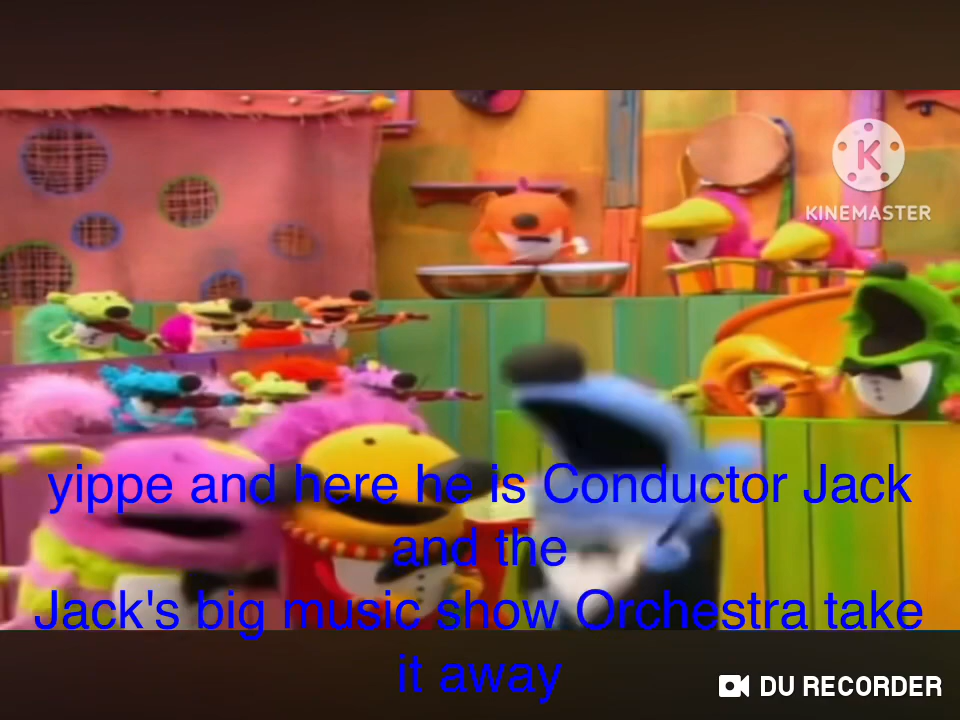 KINEMASTER
yippe and here he is Conductor Jack
and the
Jack's big music show Orchestra take
it away
DU RECORDER